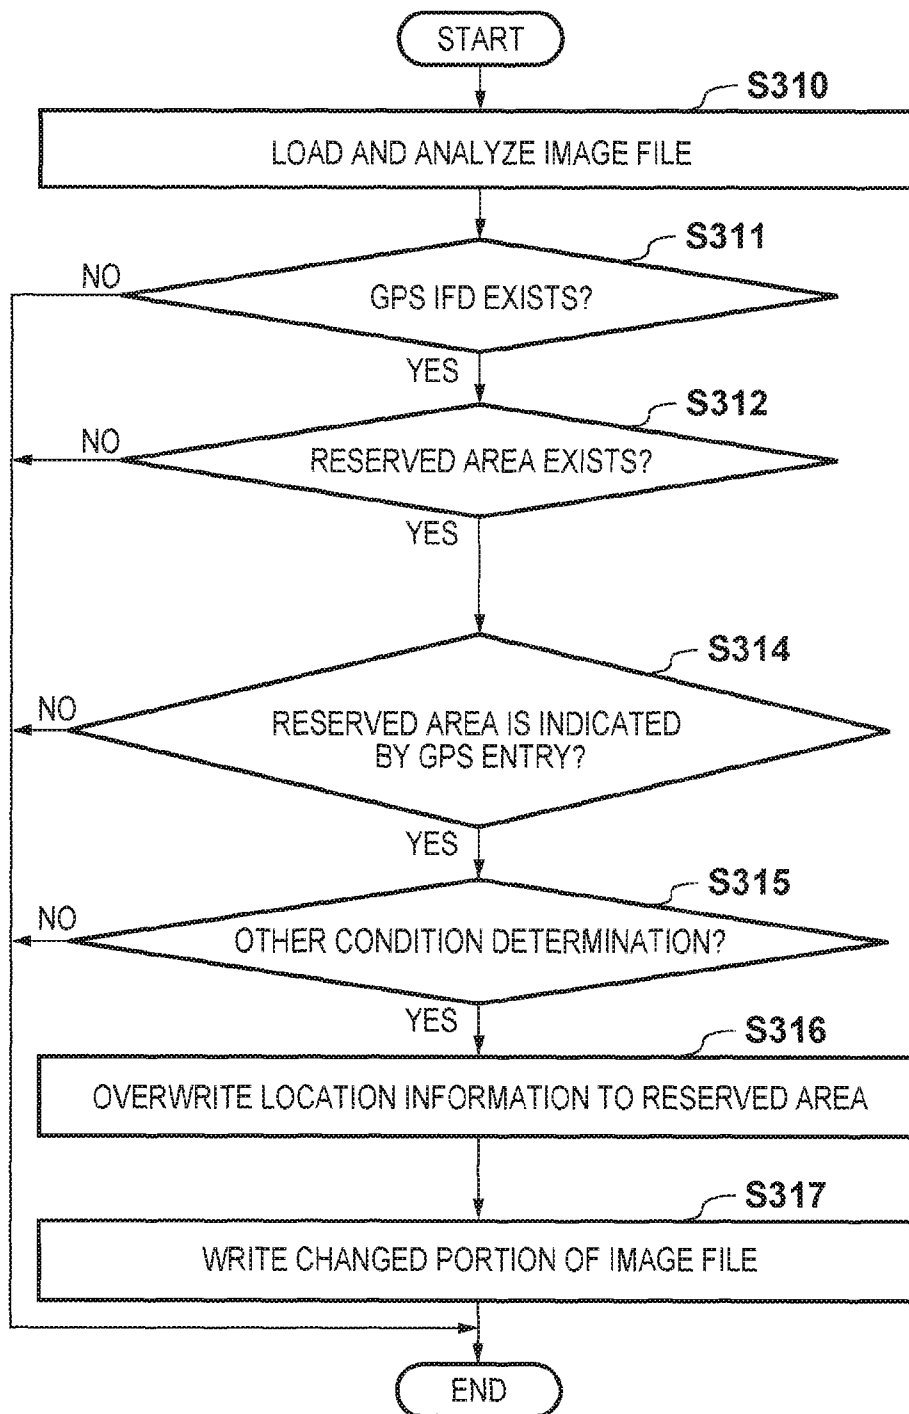 START
S310
LOAD AND ANALYZE IMAGE FILE
S311
NO
GPS IFD EXISTS?
YES
S312
NO
RESERVED AREA EXISTS?
YES
S314
NO
RESERVED AREA IS INDICATED
BY GPS ENTRY?
YES
S315
NO
OTHER CONDITION DETERMINATION?
YES
S316
OVERWRITE LOCATION INFORMATION TO RESERVED AREA
S317
WRITE CHANGED PORTION OF IMAGE FILE
END